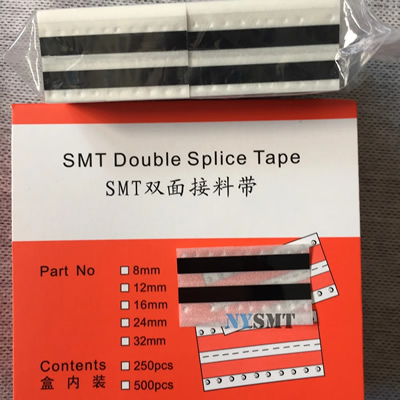 SMT Double Splice Tape
SMT双面接料带
Part No □ 8mm
□ 12mm
□ 16mm
□ 24mm
□ 32mm
NYSMT
Contents □ 250pcs
盒内装 □ 500pcs